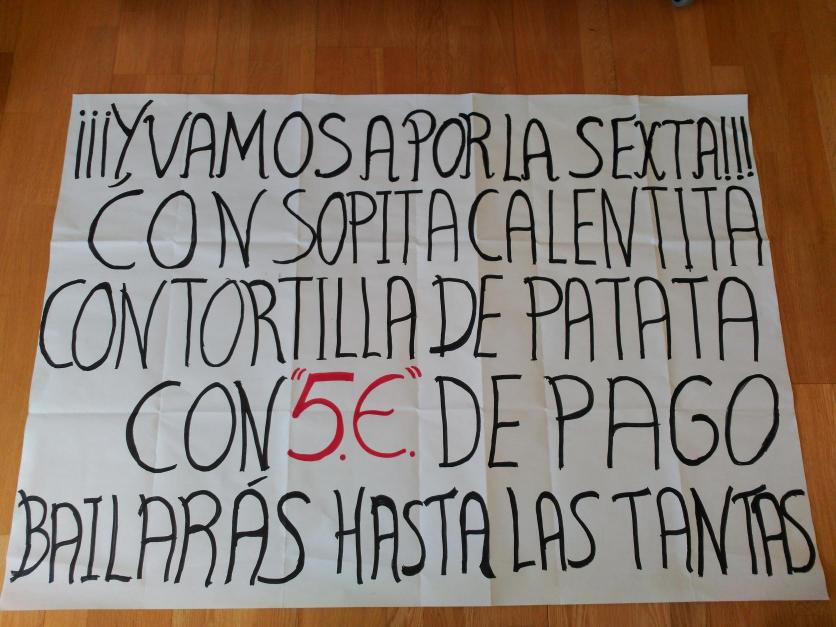 ¡¡¡Y VAMOS A POR LA SEXTA!!!
CON SOPITA CALENTITA
CON TORTILLA DE PATATA
CON "5.€." DE PAGO
BAILARÁS HASTA LAS TANTAS